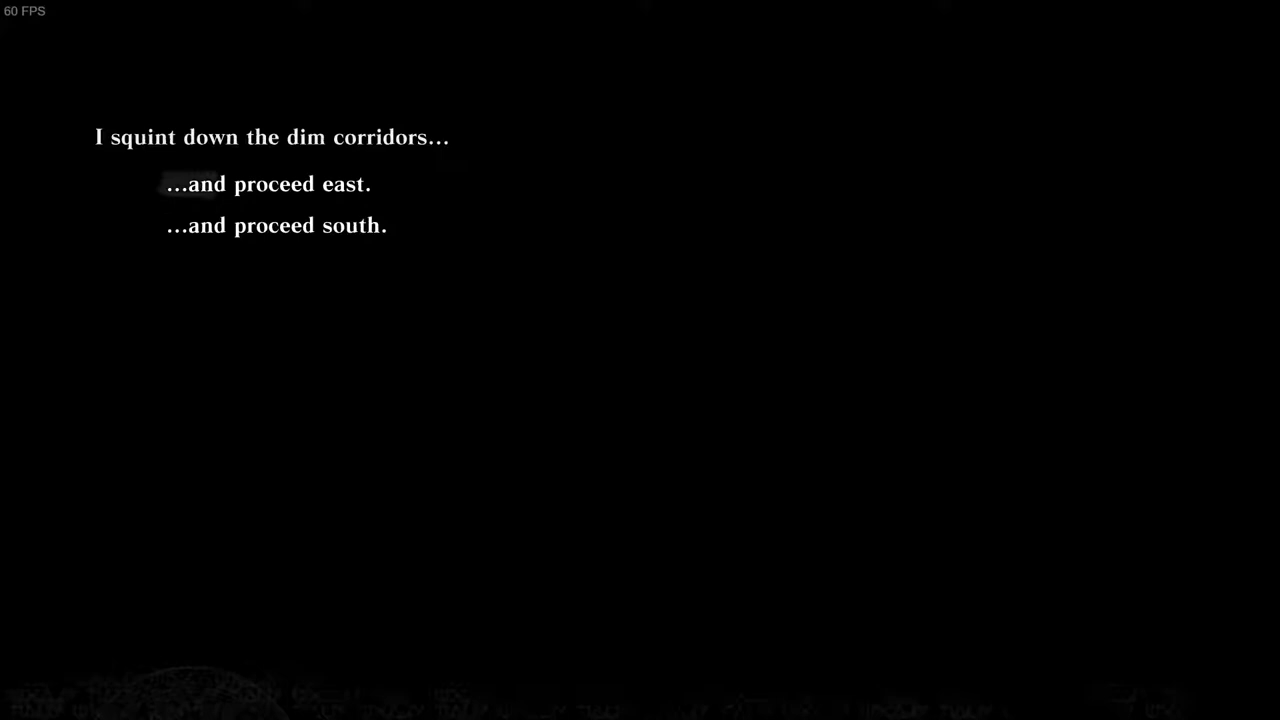 60 FPS
I squint down the dim corridors…
…and proceed east.
…and proceed south.